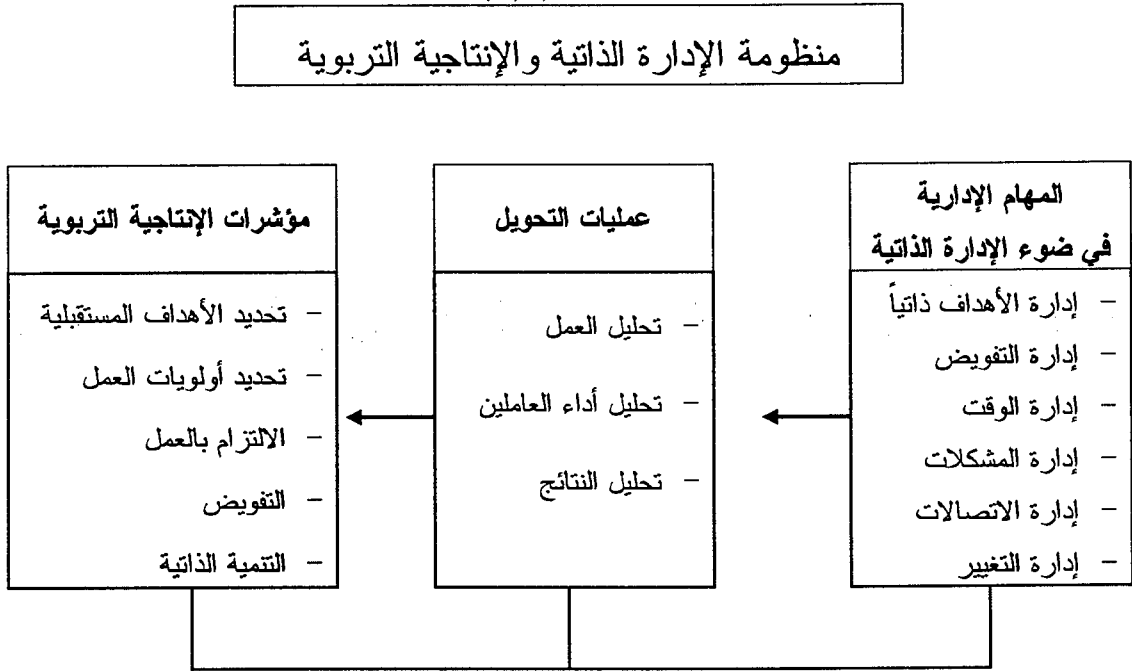 منظومة الإدارة الذاتية والإنتاجية التربوية
المهام الإدارية
في ضوء الإدارة الذاتية
- إدارة الأهداف ذاتياً
- إدارة التفويض
- إدارة الوقت
- إدارة المشكلات
- إدارة الاتصالات
- إدارة التغيير
عمليات التحويل
- تحليل العمل
- تحليل أداء العاملين
- تحليل النتائج
مؤشرات الإنتاجية التربوية
- تحديد الأهداف المستقبلية
- تحديد أولويات العمل
- الالتزام بالعمل
- التفويض
- التنمية الذاتية